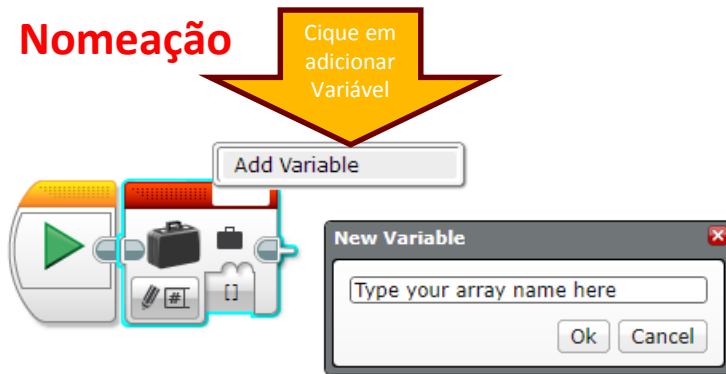 Nomeação
Cique em
adicionar
Variável
Add Variable
#
[]
New Variable
Type your array name here
Ok Cancel